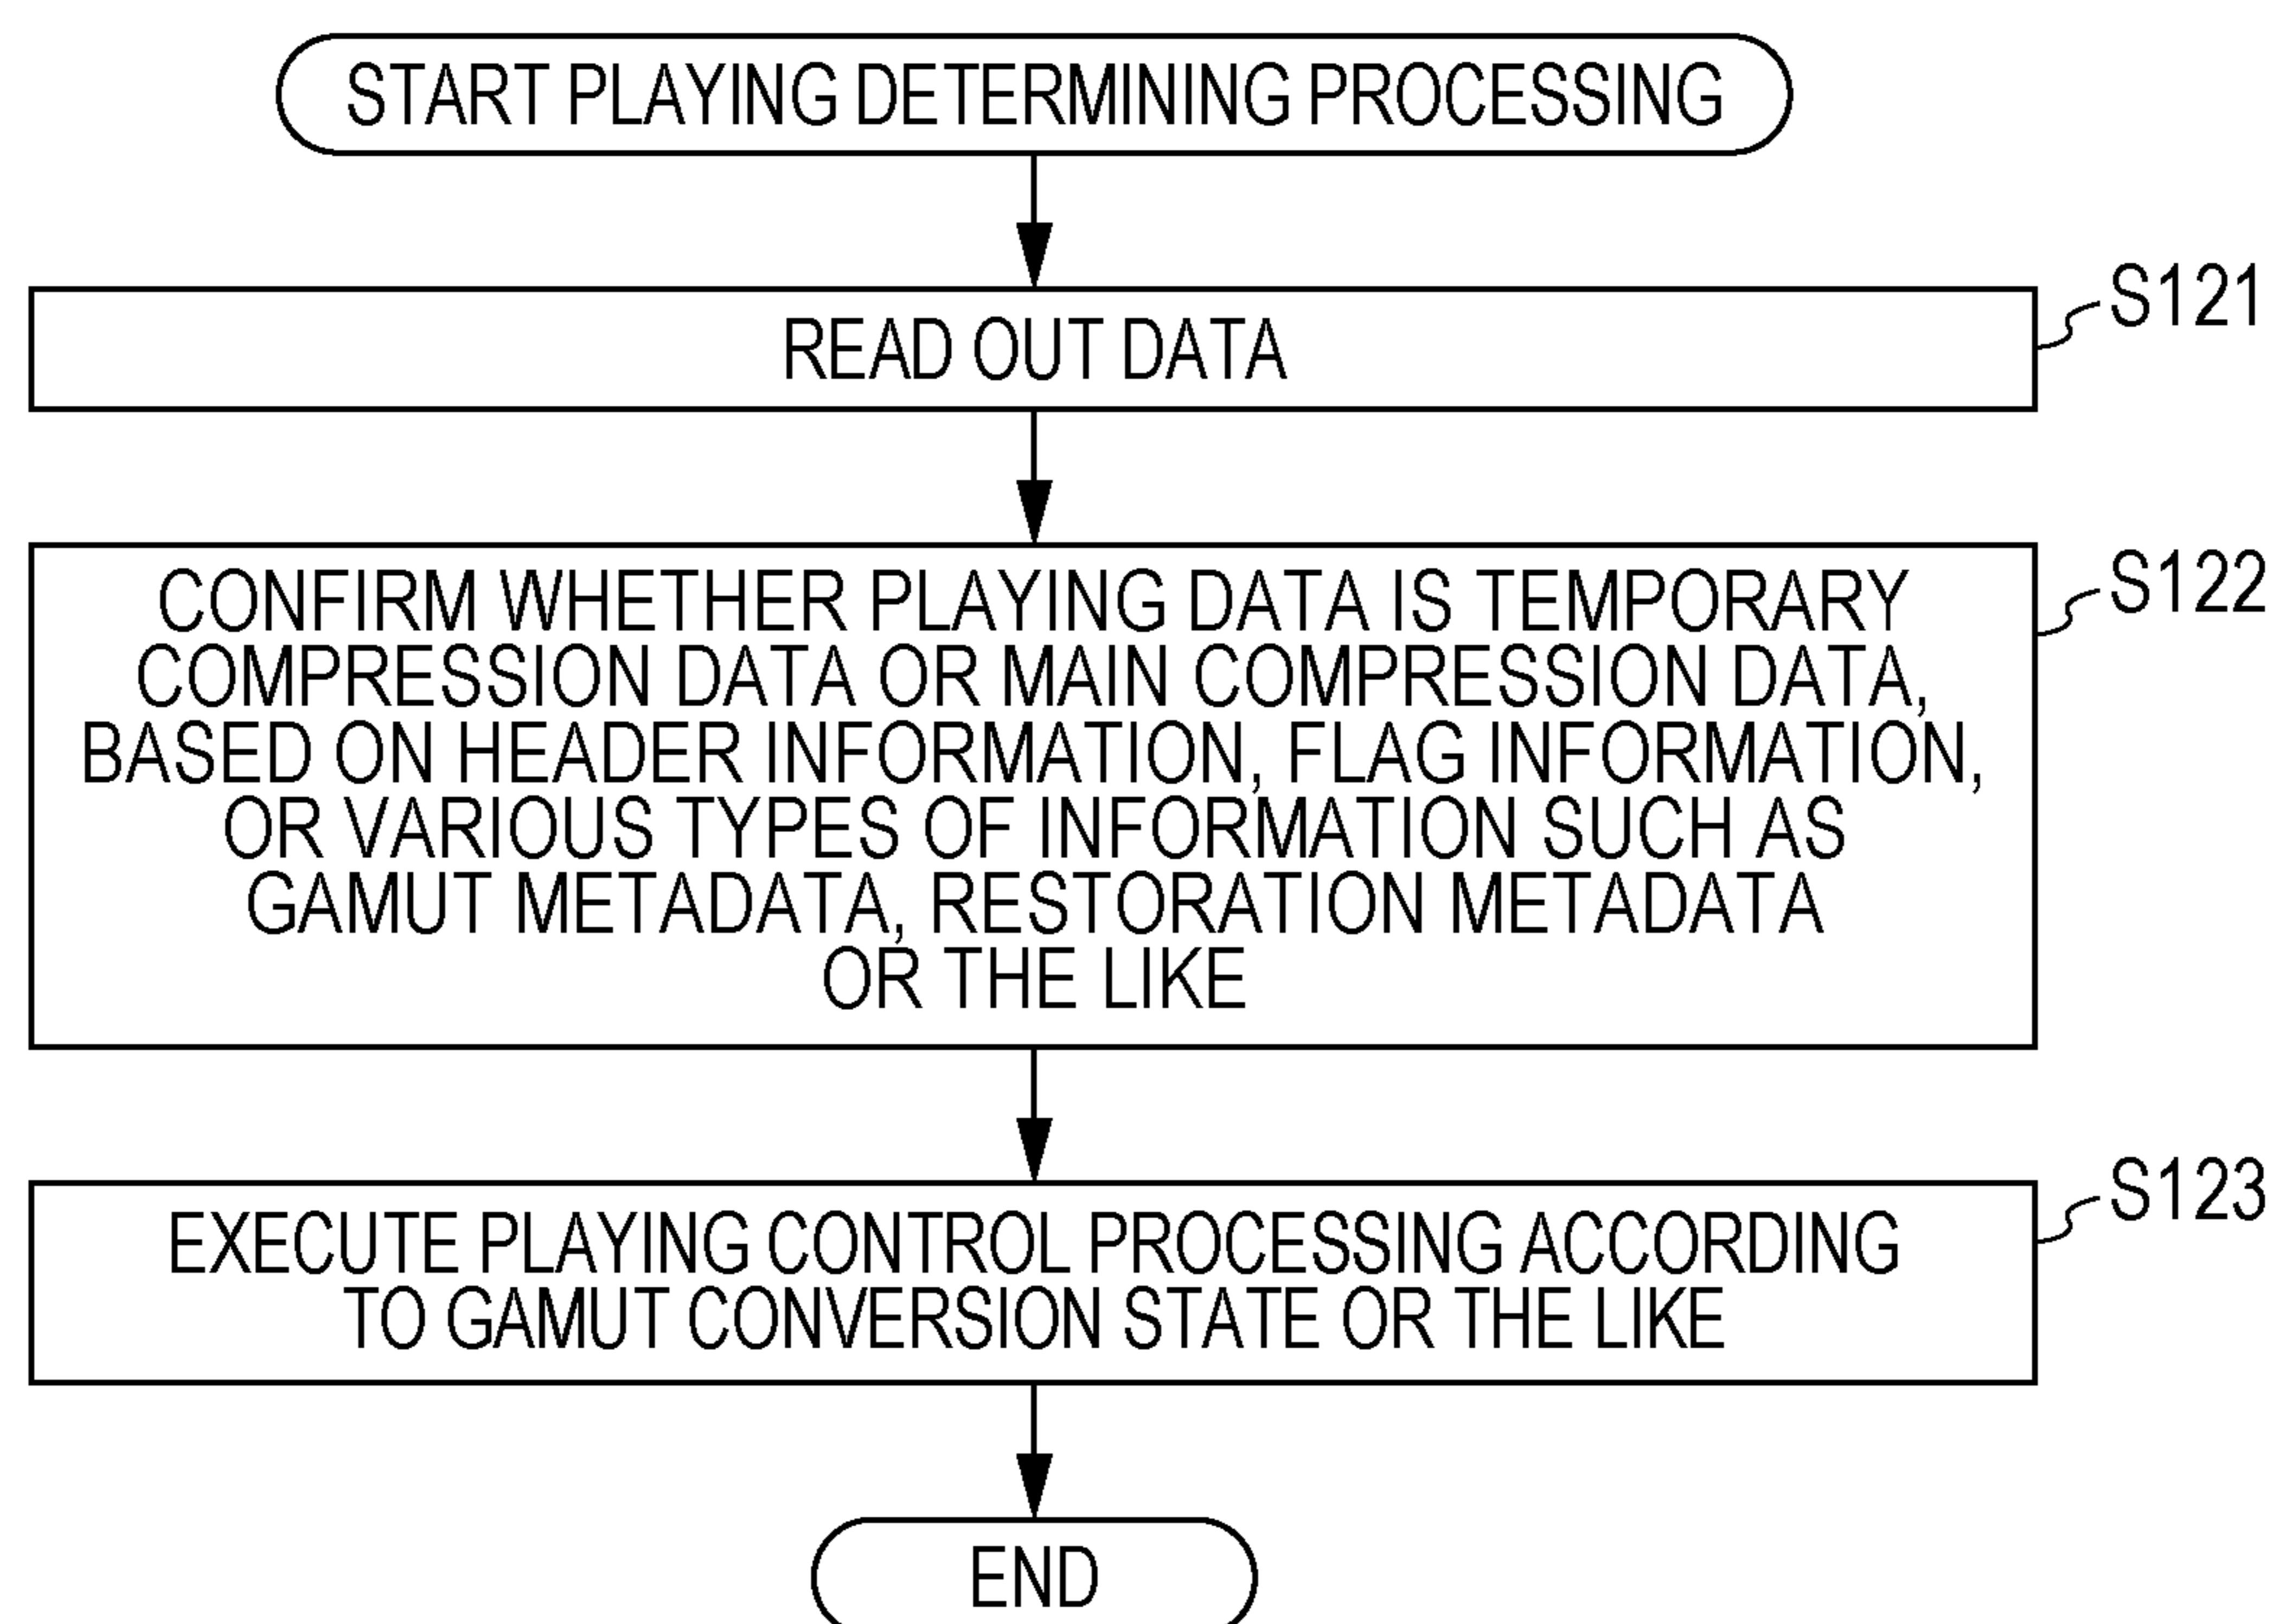 START PLAYING DETERMINING PROCESSING
READ OUT DATA
S121
CONFIRM WHETHER PLAYING DATA IS TEMPORARY
COMPRESSION DATA OR MAIN COMPRESSION DATA,
BASED ON HEADER INFORMATION, FLAG INFORMATION,
OR VARIOUS TYPES OF INFORMATION SUCH AS
GAMUT METADATA, RESTORATION METADATA
OR THE LIKE
S122
EXECUTE PLAYING CONTROL PROCESSING ACCORDING
TO GAMUT CONVERSION STATE OR THE LIKE
S123
END